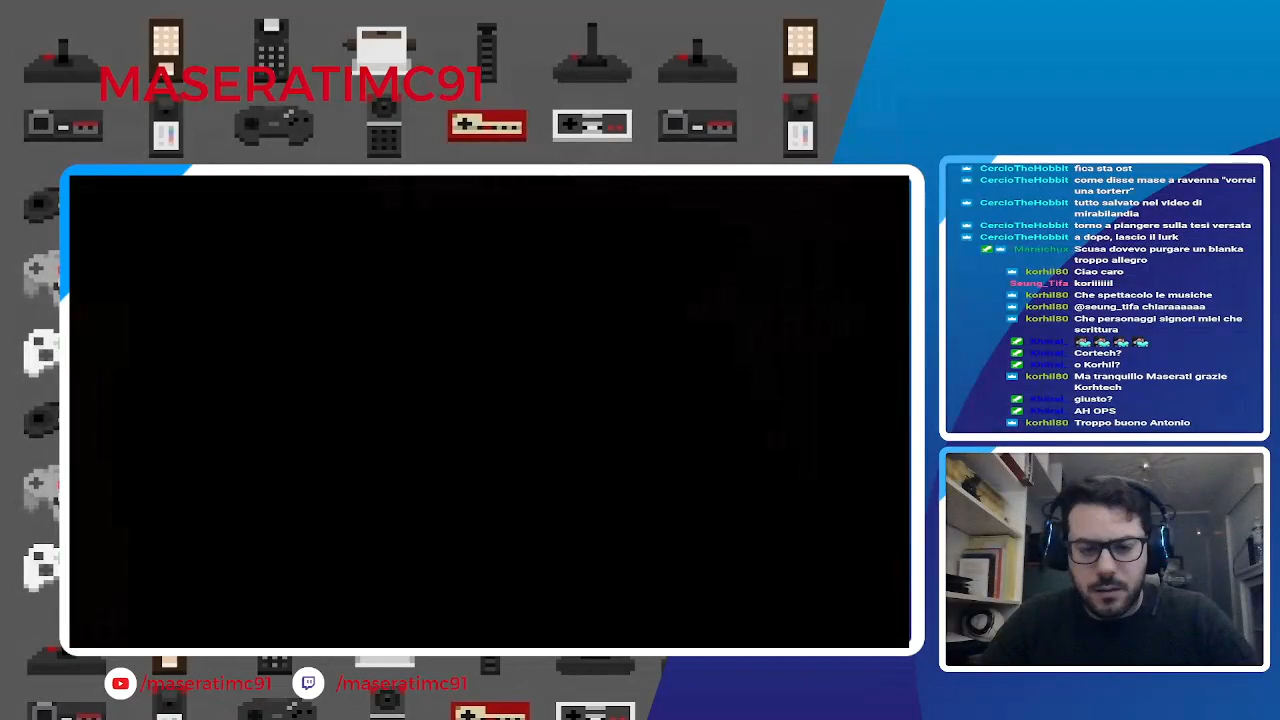 MASERATIMC91
CercioTheHobbit fica sta ost
CercioTheHobbit come disse mase a ravenna "vorrei
una torterr"
CercioTheHobbit tutto salvato nel video di
mirabilandia
CercioTheHobbit torno a piangere sulla tesi versata
CercioTheHobbit a dopo, lascio il lurk
Maraichux Scusa dovevo purgare un blanka
troppo allegro
korhil80 Ciao caro
Seung_Tifa koriiiiiil
korhil80 Che spettacolo le musiche
korhil80 @seung_tifa chiaraaaaaa
korhil80 Che personaggi signori miei che
scrittura
Cortech?
o Korhil?
korhil80 Ma tranquillo Maserati grazie
Korhtech
giusto?
AH OPS
korhil80 Troppo buono Antonio
/maseratimc91
/maseratimc91